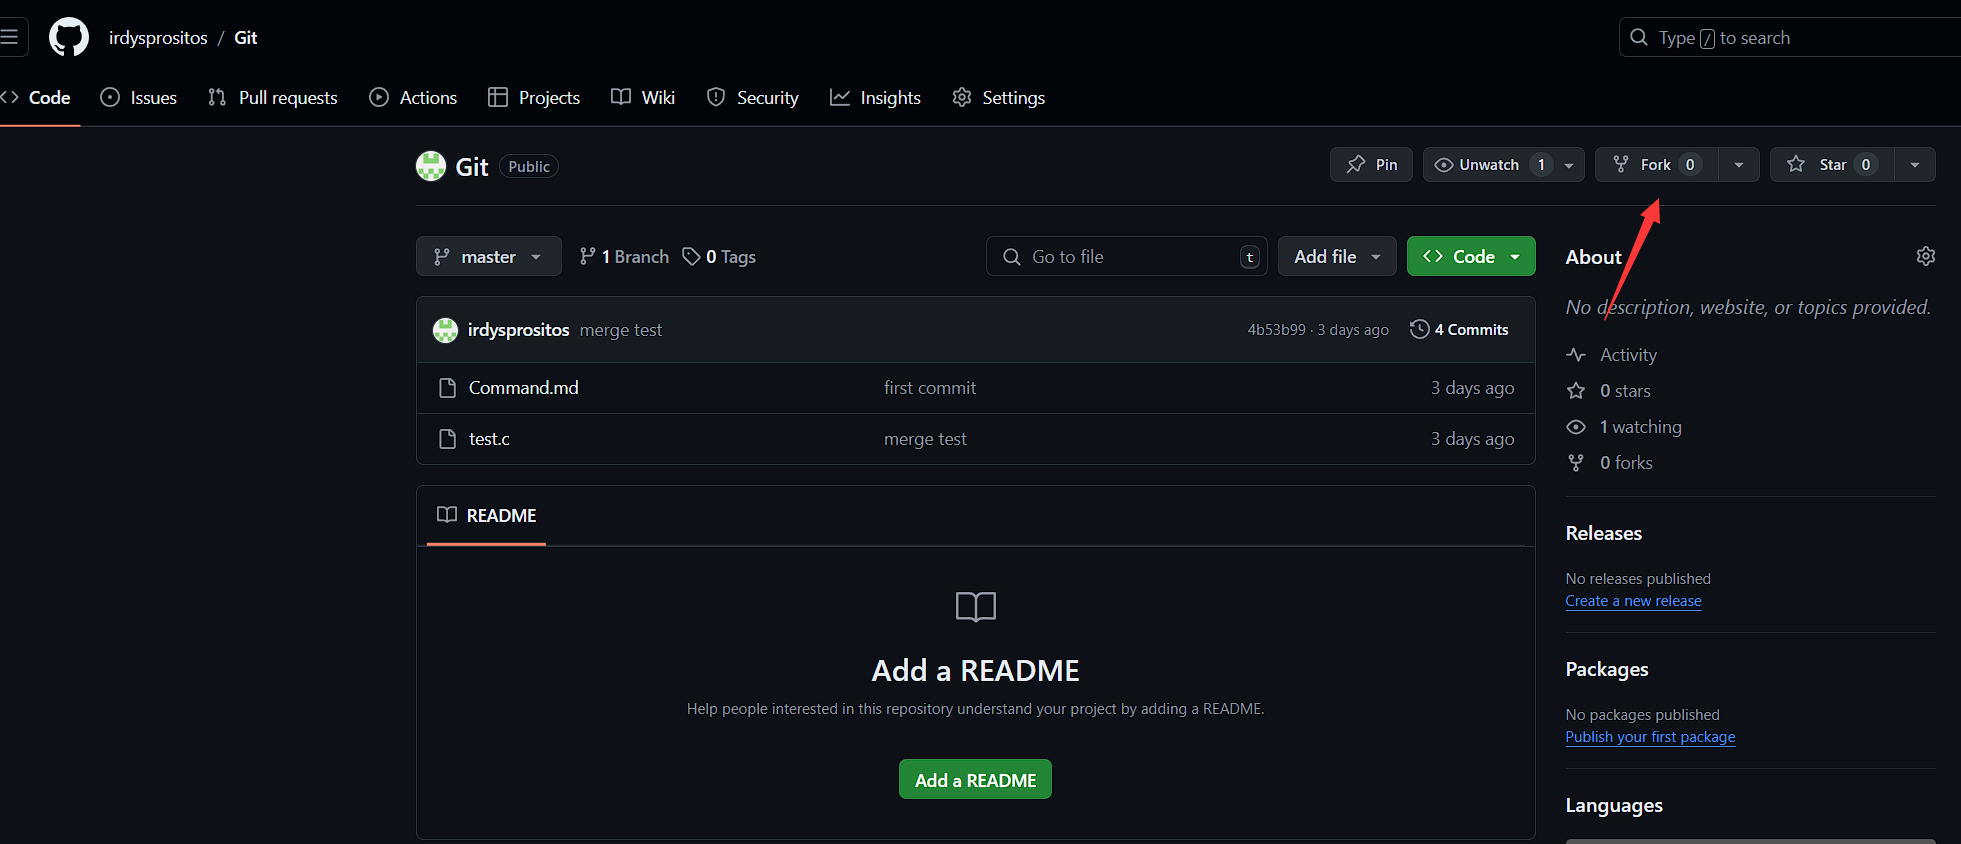 irdysprositos / Git
Type / to search
Code Issues Pull requests Actions Projects Wiki Security Insights Settings
Git Public
Pin Unwatch 1 Fork 0 Star 0
master 1 Branch 0 Tags Go to file t Add file Code
irdysprositos merge test 4b53b99 · 3 days ago 4 Commits
Command.md first commit 3 days ago
test.c merge test 3 days ago
README
Add a README
Help people interested in this repository understand your project by adding a README.
Add a README
About
No description, website, or topics provided.
Activity
0 stars
1 watching
0 forks
Releases
No releases published
Create a new release
Packages
No packages published
Publish your first package
Languages